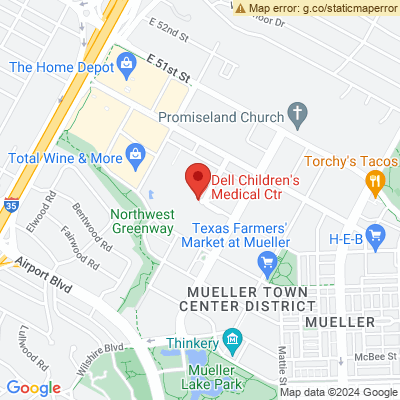 Map error: g.co/staticmaperror
E 52nd St
E 51st St
The Home Depot
Promiseland Church
Total Wine & More
Torchy's Tacos
Dell Children's
Medical Ctr
35
Elwood Rd
Bentwood Rd
Fairwood Rd
Northwest
Greenway
Texas Farmers'
Market at Mueller
H-E-B
Airport Blvd
MUELLER TOWN
CENTER DISTRICT
MUELLER
Lullwood Rd
Wilshire Blvd
Thinkery
Mueller
Lake Park
Mattie St
McBee St
Google
Map data ©2024 Google